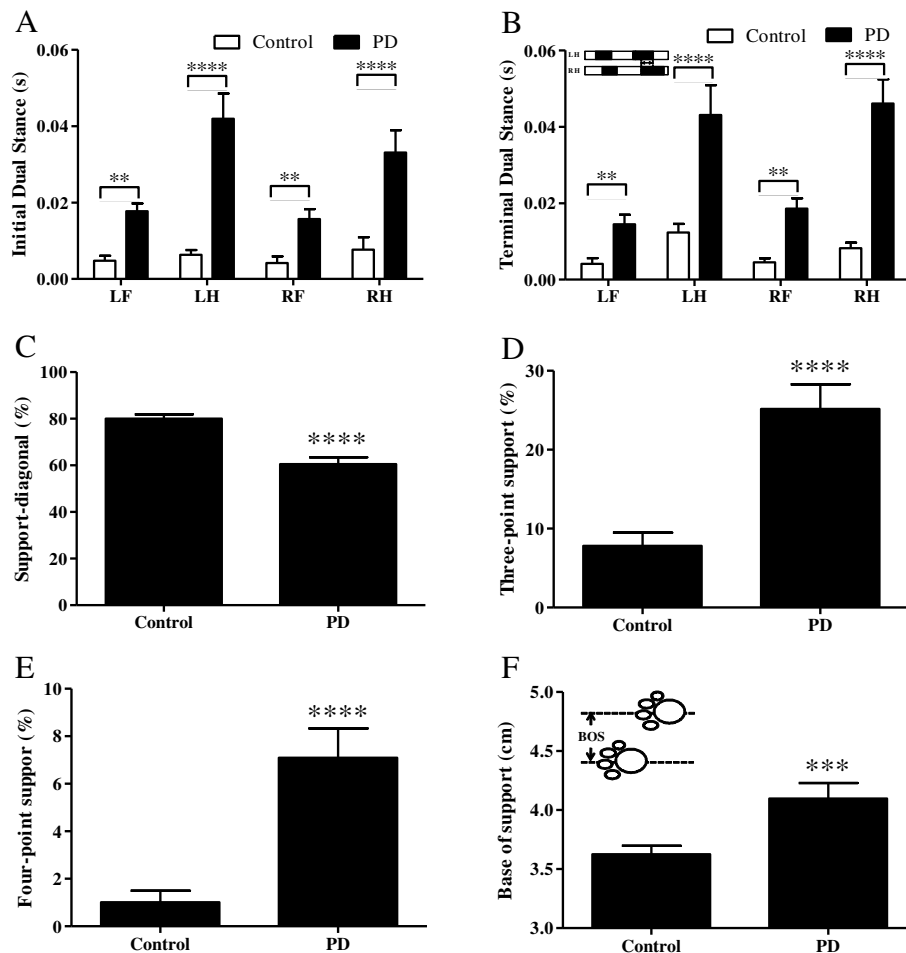 A
Control PD
Initial Dual Stance (s)
0.06
0.04
0.02
0.00
** **** ** ****
LF LH RF RH
B
Control PD
Terminal Dual Stance (s)
0.06
0.04
0.02
0.00
LH
RH
** **** ** ****
LF LH RF RH
C
Support-diagonal (%)
100
80
60
40
20
0
****
Control PD
D
Three-point support (%)
30
20
10
0
****
Control PD
E
Four-point suppor (%)
10
8
6
4
2
0
****
Control PD
F
Base of support (cm)
5.0
4.5
4.0
3.5
3.0
BOS
***
Control PD